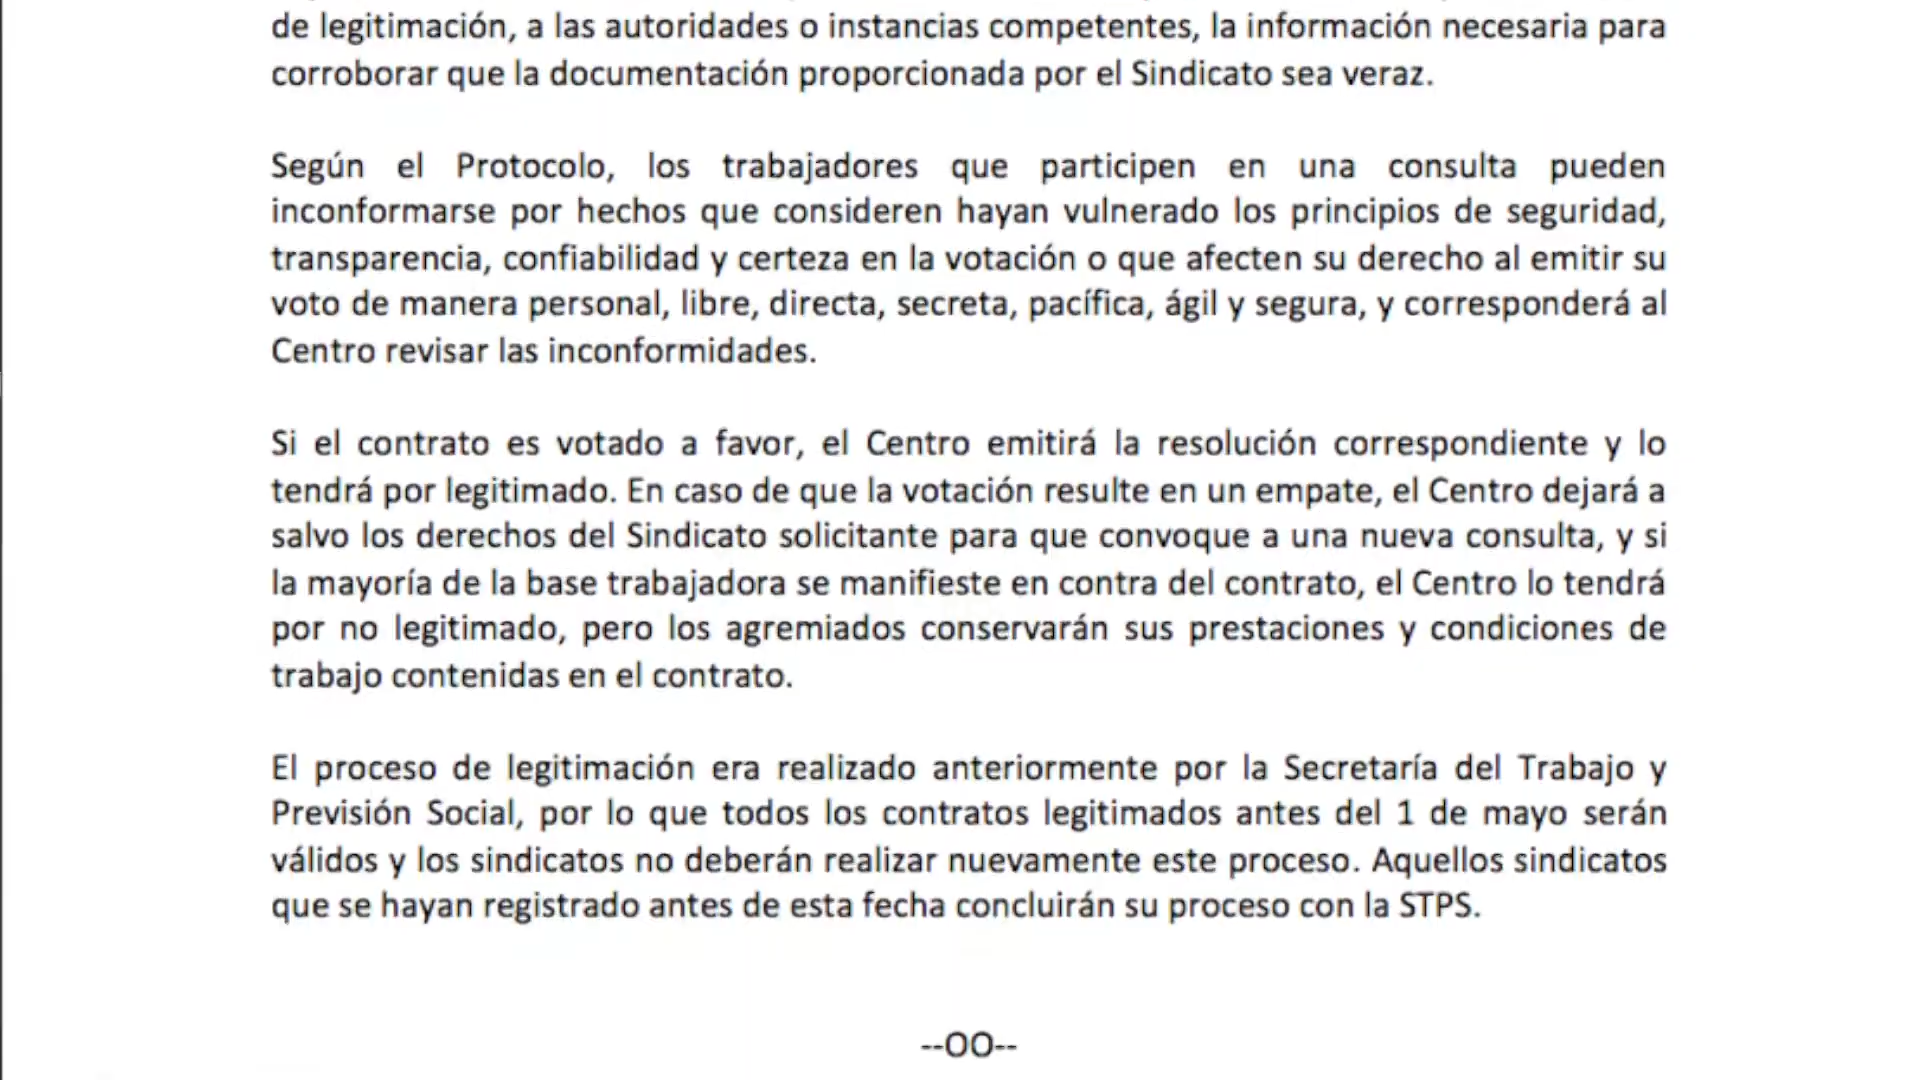 de legitimación, a las autoridades o instancias competentes, la información necesaria para
corroborar que la documentación proporcionada por el Sindicato sea veraz.
Según el Protocolo, los trabajadores que participen en una consulta pueden
inconformarse por hechos que consideren hayan vulnerado los principios de seguridad,
transparencia, confiabilidad y certeza en la votación o que afecten su derecho al emitir su
voto de manera personal, libre, directa, secreta, pacífica, ágil y segura, y corresponderá al
Centro revisar las inconformidades.
Si el contrato es votado a favor, el Centro emitirá la resolución correspondiente y lo
tendrá por legitimado. En caso de que la votación resulte en un empate, el Centro dejará a
salvo los derechos del Sindicato solicitante para que convoque a una nueva consulta, y si
la mayoría de la base trabajadora se manifieste en contra del contrato, el Centro lo tendrá
por no legitimado, pero los agremiados conservarán sus prestaciones y condiciones de
trabajo contenidas en el contrato.
El proceso de legitimación era realizado anteriormente por la Secretaría del Trabajo y
Previsión Social, por lo que todos los contratos legitimados antes del 1 de mayo serán
válidos y los sindicatos no deberán realizar nuevamente este proceso. Aquellos sindicatos
que se hayan registrado antes de esta fecha concluirán su proceso con la STPS.
--OO--